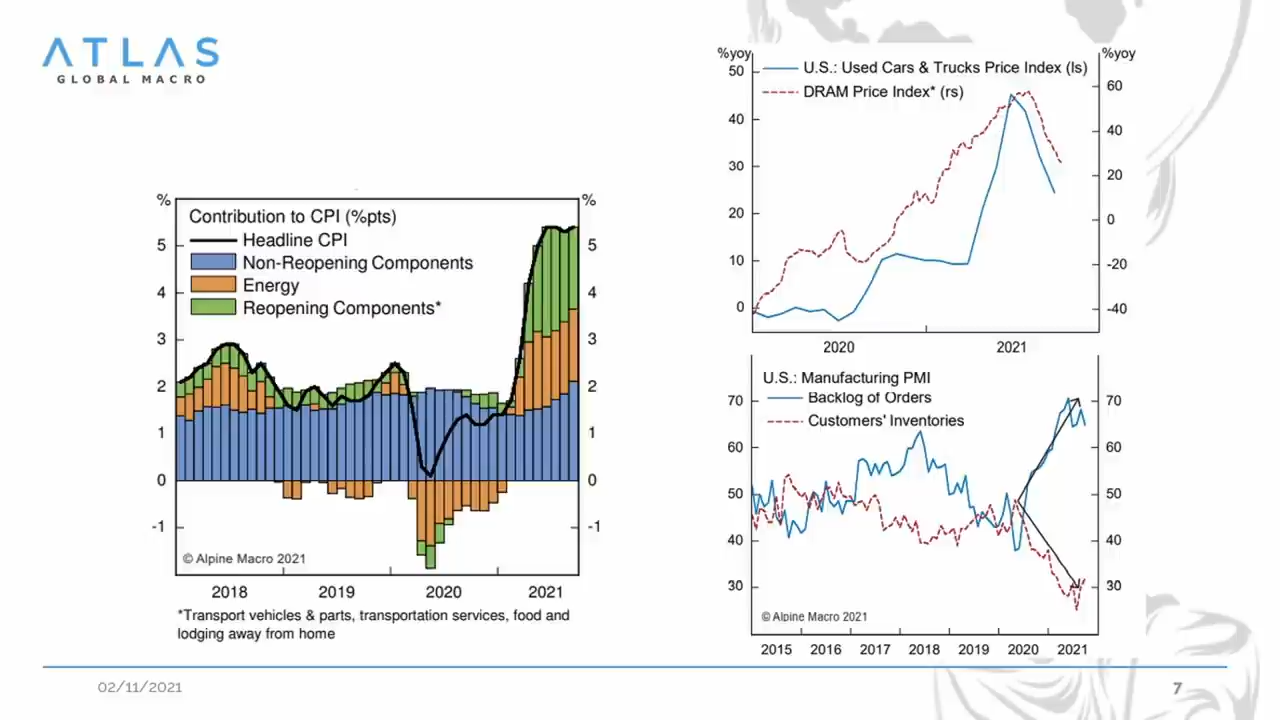 ATLAS
GLOBAL MACRO
% %
Contribution to CPI (%pts)
Headline CPI
Non-Reopening Components
Energy
Reopening Components*
5 5
4 4
3 3
2 2
1 1
0 0
-1 -1
© Alpine Macro 2021
2018 2019 2020 2021
*Transport vehicles & parts, transportation services, food and
lodging away from home
%yoy %yoy
U.S.: Used Cars & Trucks Price Index (ls)
DRAM Price Index* (rs)
50
40
30
20
10
0
60
40
20
0
-20
-40
2020 2021
U.S.: Manufacturing PMI
Backlog of Orders
Customers' Inventories
70 70
60 60
50 50
40 40
30 30
© Alpine Macro 2021
2015 2016 2017 2018 2019 2020 2021
02/11/2021
7